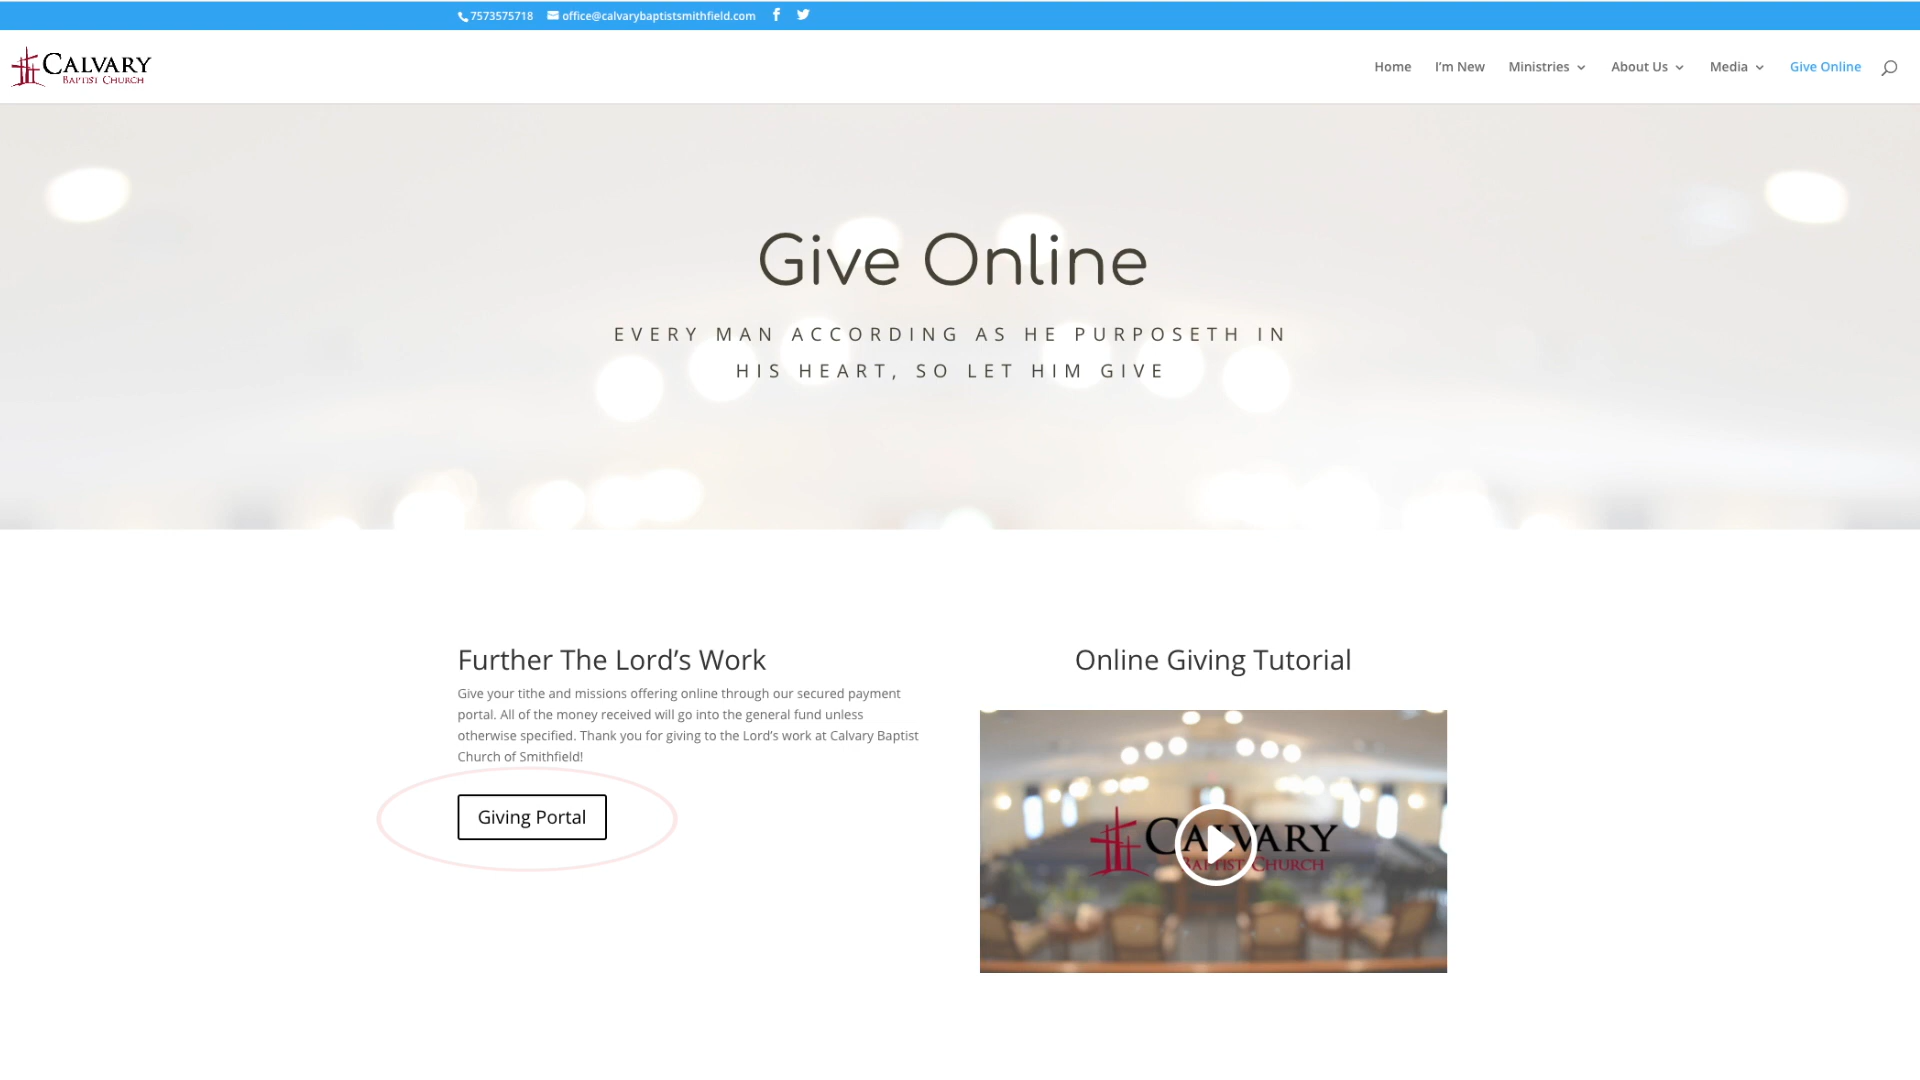 7573575718 office@calvarybaptistsmithfield.com
Calvary
Baptist Church
Home I'm New Ministries About Us Media Give Online
Give Online
EVERY MAN ACCORDING AS HE PURPOSETH IN
HIS HEART, SO LET HIM GIVE
Further The Lord's Work
Give your tithe and missions offering online through our secured payment
portal. All of the money received will go into the general fund unless
otherwise specified. Thank you for giving to the Lord's work at Calvary Baptist
Church of Smithfield!
Giving Portal
Online Giving Tutorial
Calvary
Baptist Church